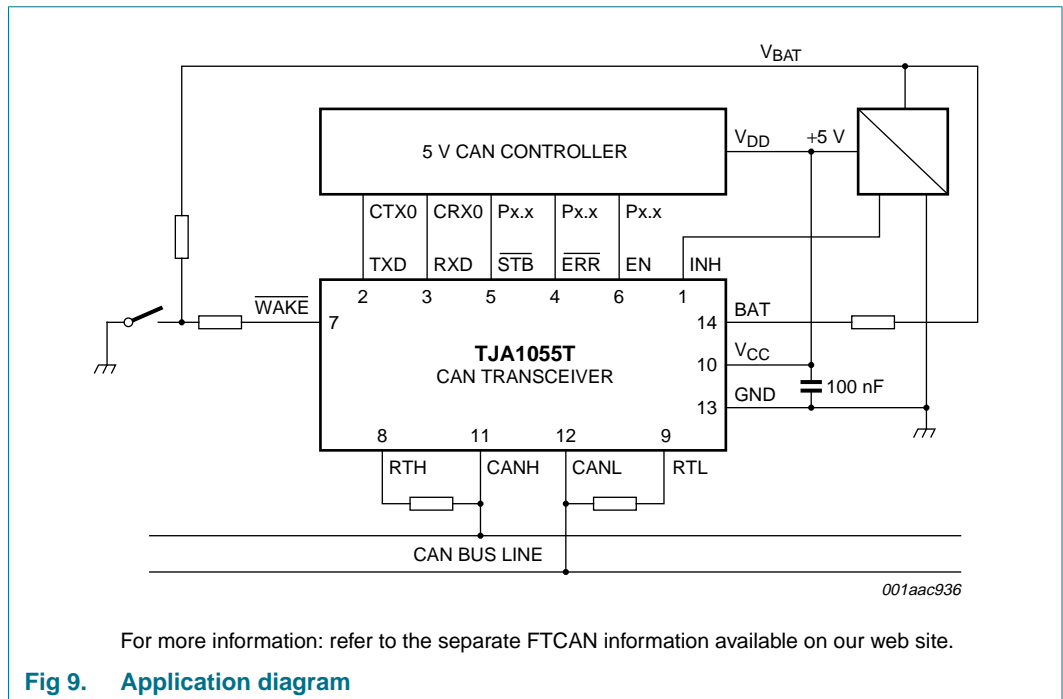 VBAT
5 V CAN CONTROLLER
VDD +5 V
CTX0 CRX0 Px.x Px.x Px.x
TXD RXD STB ERR EN INH
2 3 5 4 6 1
WAKE
7
14 BAT
TJA1055T
CAN TRANSCEIVER
10 VCC
100 nF
13 GND
8 11 12 9
RTH CANH CANL RTL
CAN BUS LINE
001aac936
For more information: refer to the separate FTCAN information available on our web site.
Fig 9. Application diagram